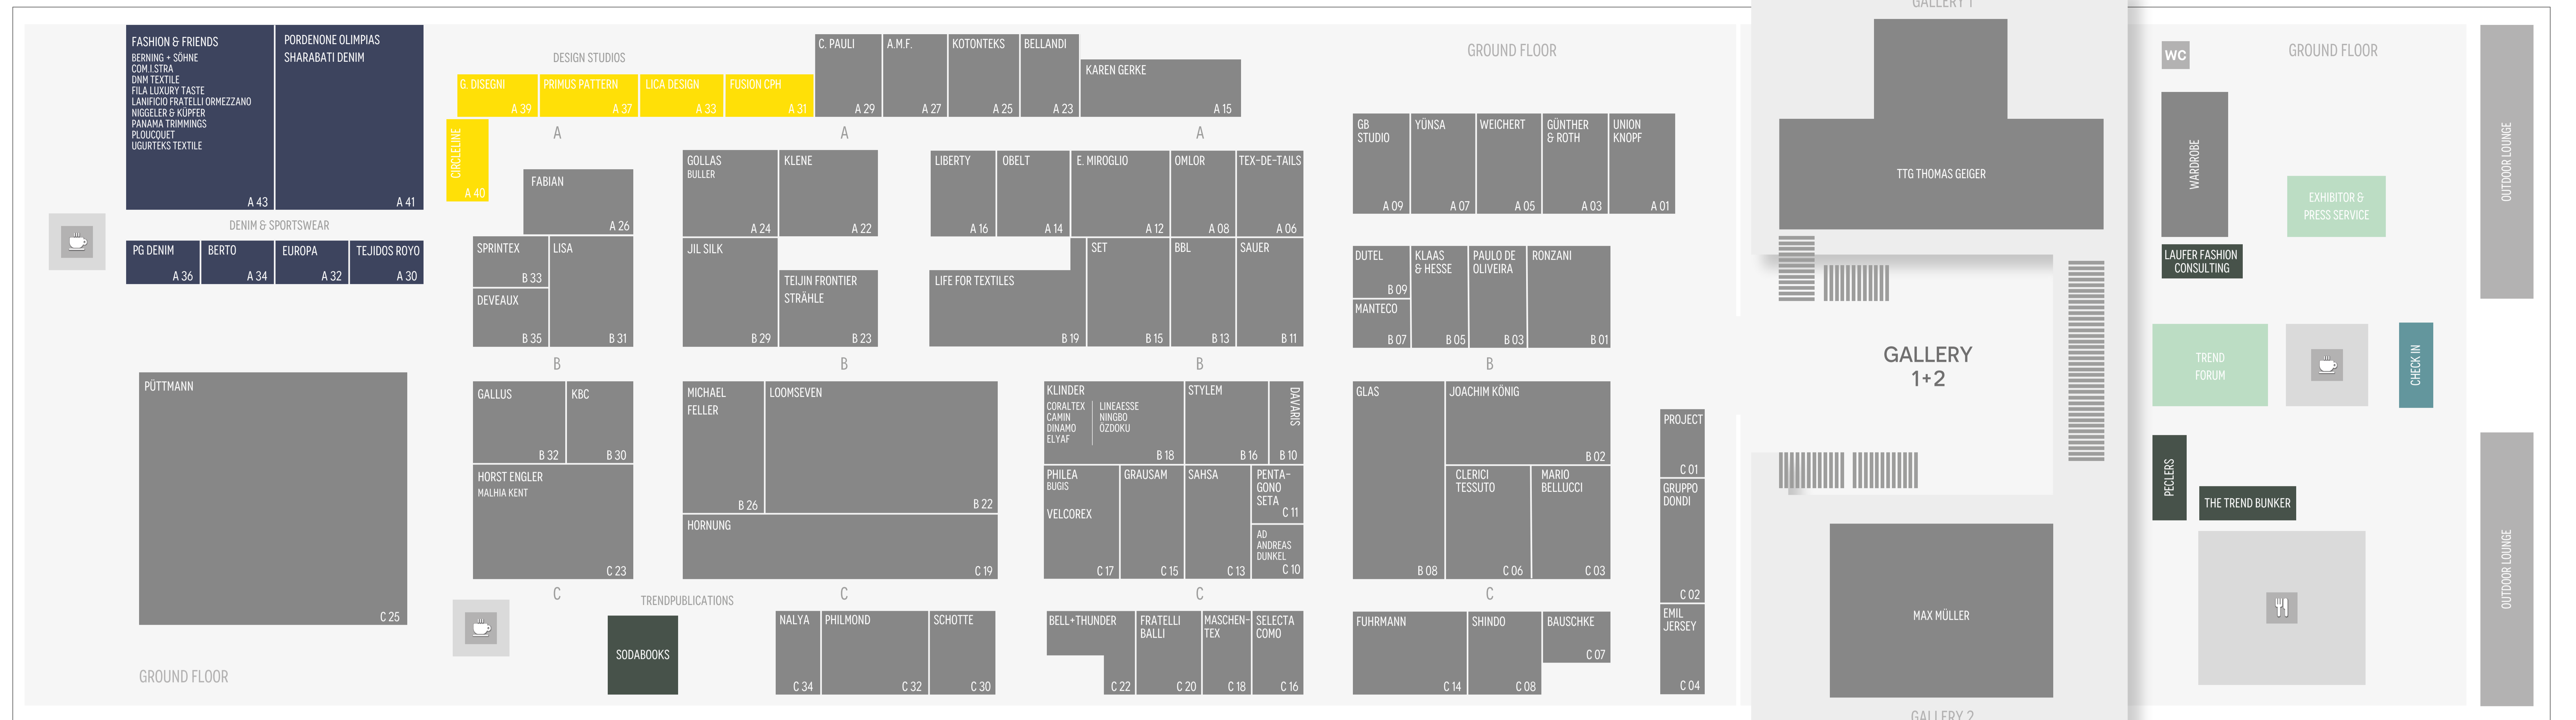 GALLERY 1
FASHION & FRIENDS
BERNING + SÖHNE
COM.I.STRA
DNM TEXTILE
FILA LUXURY TASTE
LANIFICIO FRATELLI ORMEZZANO
NIGGELER & KÜPFER
PANAMA TRIMMINGS
PLOUCQUET
UGURTEKS TEXTILE
A 43
PORDENONE OLIMPIAS
SHARABATI DENIM
A 41
DENIM & SPORTSWEAR
PG DENIM
A 36
BERTO
A 34
EUROPA
A 32
TEJIDOS ROYO
A 30
PÜTTMANN
C 25
GROUND FLOOR
DESIGN STUDIOS
G. DISEGNI
A 39
PRIMUS PATTERN
A 37
LICA DESIGN
A 33
FUSION CPH
A 31
CIRCLELINE
A 40
C. PAULI
A 29
A.M.F.
A 27
KOTONTEKS
A 25
BELLANDI
A 23
KAREN GERKE
A 15
A
A
A
FABIAN
A 26
SPRINTEX
B 33
LISA
B 31
DEVEAUX
B 35
GOLLAS
BULLER
A 24
KLENE
A 22
JIL SILK
B 29
TEIJIN FRONTIER
STRÄHLE
B 23
LIBERTY
A 16
OBELT
A 14
E. MIROGLIO
A 12
OMLOR
A 08
TEX-DE-TAILS
A 06
LIFE FOR TEXTILES
B 19
SET
B 15
BBL
B 13
SAUER
B 11
GROUND FLOOR
GB
STUDIO
A 09
YÜNSA
A 07
WEICHERT
A 05
GÜNTHER
& ROTH
A 03
UNION
KNOPF
A 01
DUTEL
B 09
MANTECO
B 07
KLAAS
& HESSE
B 05
PAULO DE
OLIVEIRA
B 03
RONZANI
B 01
B
B
B
B
GALLUS
B 32
KBC
B 30
HORST ENGLER
MALHIA KENT
C 23
MICHAEL
FELLER
B 26
LOOMSEVEN
B 22
HORNUNG
C 19
KLINDER
CORALTEX
CAMIN
DINAMO
ELYAF
LINEAESSE
NINGBO
ÖZDOKU
B 18
STYLEM
B 16
DAVARIS
B 10
PHILEA
BUGIS
VELCOREX
C 17
GRAUSAM
C 15
SAHSA
C 13
PENTA-
GONO
SETA
C 11
AD
ANDREAS
DUNKEL
C 10
GLAS
B 08
JOACHIM KÖNIG
B 02
CLERICI
TESSUTO
C 06
MARIO
BELLUCCI
C 03
PROJECT
C 01
GRUPPO
DONDI
C 02
EMIL
JERSEY
C 04
C
C
C
C
TRENDPUBLICATIONS
SODABOOKS
NALYA
C 34
PHILMOND
C 32
SCHOTTE
C 30
BELL+THUNDER
C 22
FRATELLI
BALLI
C 20
MASCHEN-
TEX
C 18
SELECTA
COMO
C 16
FUHRMANN
C 14
SHINDO
C 08
BAUSCHKE
C 07
TTG THOMAS GEIGER
GALLERY
1+2
MAX MÜLLER
GALLERY 2
WC
GROUND FLOOR
WARDROBE
EXHIBITOR &
PRESS SERVICE
LAUFER FASHION
CONSULTING
TREND
FORUM
CHECK IN
PECLERS
THE TREND BUNKER
OUTDOOR LOUNGE
OUTDOOR LOUNGE